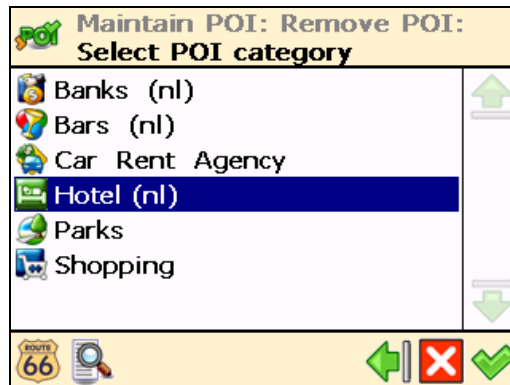 POI
Maintain POI: Remove POI:
Select POI category
Banks (nl)
Bars (nl)
Car Rent Agency
Hotel (nl)
Parks
Shopping
ROUTE
66